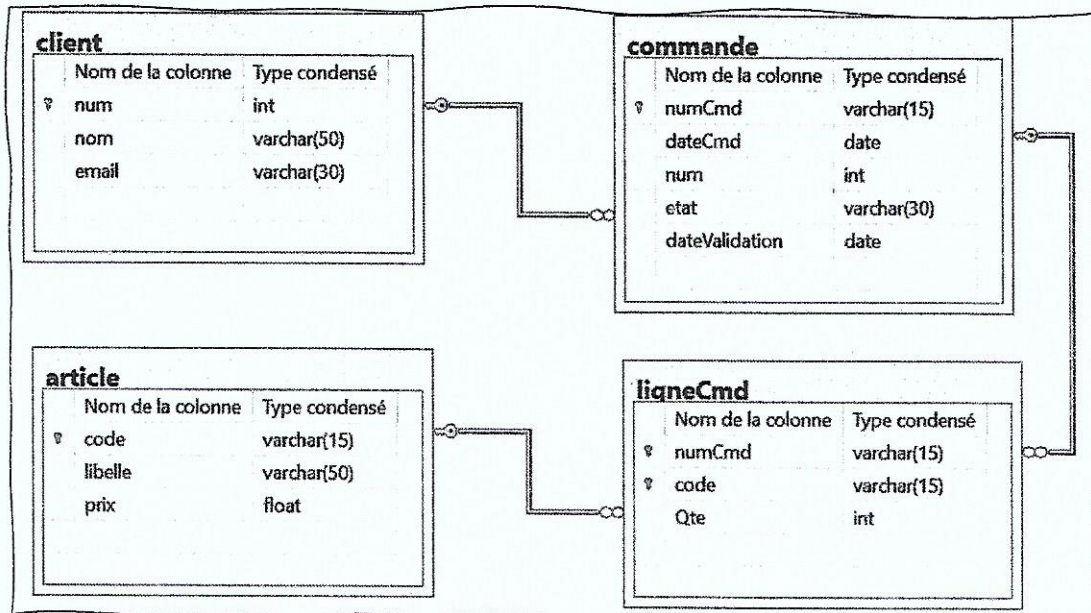 client
Nom de la colonne Type condensé
num int
nom varchar(50)
email varchar(30)
commande
Nom de la colonne Type condensé
numCmd varchar(15)
dateCmd date
num int
etat varchar(30)
dateValidation date
article
Nom de la colonne Type condensé
code varchar(15)
libelle varchar(50)
prix float
ligneCmd
Nom de la colonne Type condensé
numCmd varchar(15)
code varchar(15)
Qte int